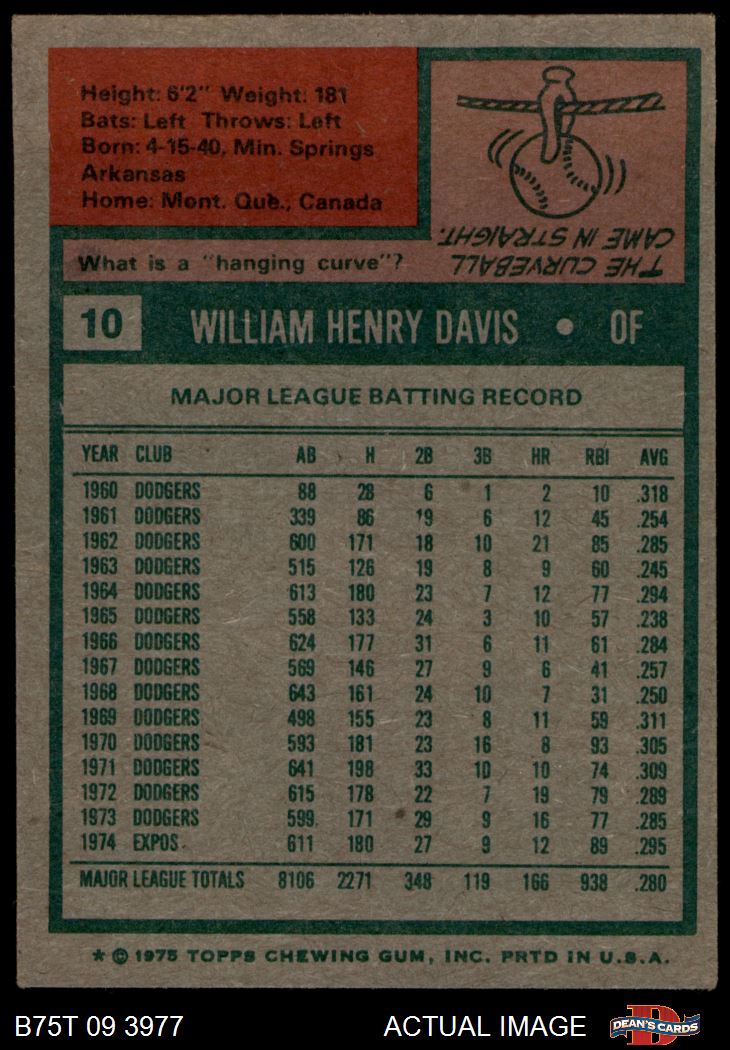 Height: 6'2" Weight: 181
Bats: Left Throws: Left
Born: 4-15-40, Min. Springs
Arkansas
Home: Mont. Que., Canada
What is a "hanging curve"?
THE CURVEBALL
CAME IN STRAIGHT.
10 WILLIAM HENRY DAVIS • OF
MAJOR LEAGUE BATTING RECORD
YEAR CLUB AB H 2B 3B HR RBI AVG
1960 DODGERS 88 28 6 1 2 10 .318
1961 DODGERS 339 86 19 6 12 45 .254
1962 DODGERS 600 171 18 10 21 85 .285
1963 DODGERS 515 126 19 8 9 60 .245
1964 DODGERS 613 180 23 7 12 77 .294
1965 DODGERS 558 133 24 3 10 57 .238
1966 DODGERS 624 177 31 6 11 61 .284
1967 DODGERS 569 146 27 9 6 41 .257
1968 DODGERS 643 161 24 10 7 31 .250
1969 DODGERS 498 155 23 8 11 59 .311
1970 DODGERS 593 181 23 16 8 93 .305
1971 DODGERS 641 198 33 10 10 74 .309
1972 DODGERS 615 178 22 7 19 79 .289
1973 DODGERS 599 171 29 9 16 77 .285
1974 EXPOS 611 180 27 9 12 89 .295
MAJOR LEAGUE TOTALS 8106 2271 348 119 166 938 .280
* © 1975 TOPPS CHEWING GUM, INC. PRTD IN U.S.A.
B75T 09 3977 ACTUAL IMAGE D DEAN'S CARDS